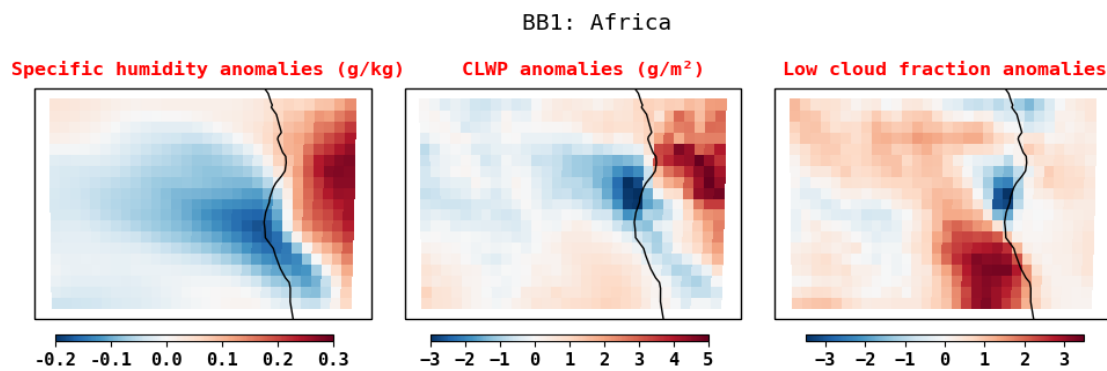 BB1: Africa
Specific humidity anomalies (g/kg) CLWP anomalies (g/m²) Low cloud fraction anomalies
-0.2 -0.1 0.0 0.1 0.2 0.3 −3 −2 −1 0 1 2 3 4 5 −3 −2 −1 0 1 2 3